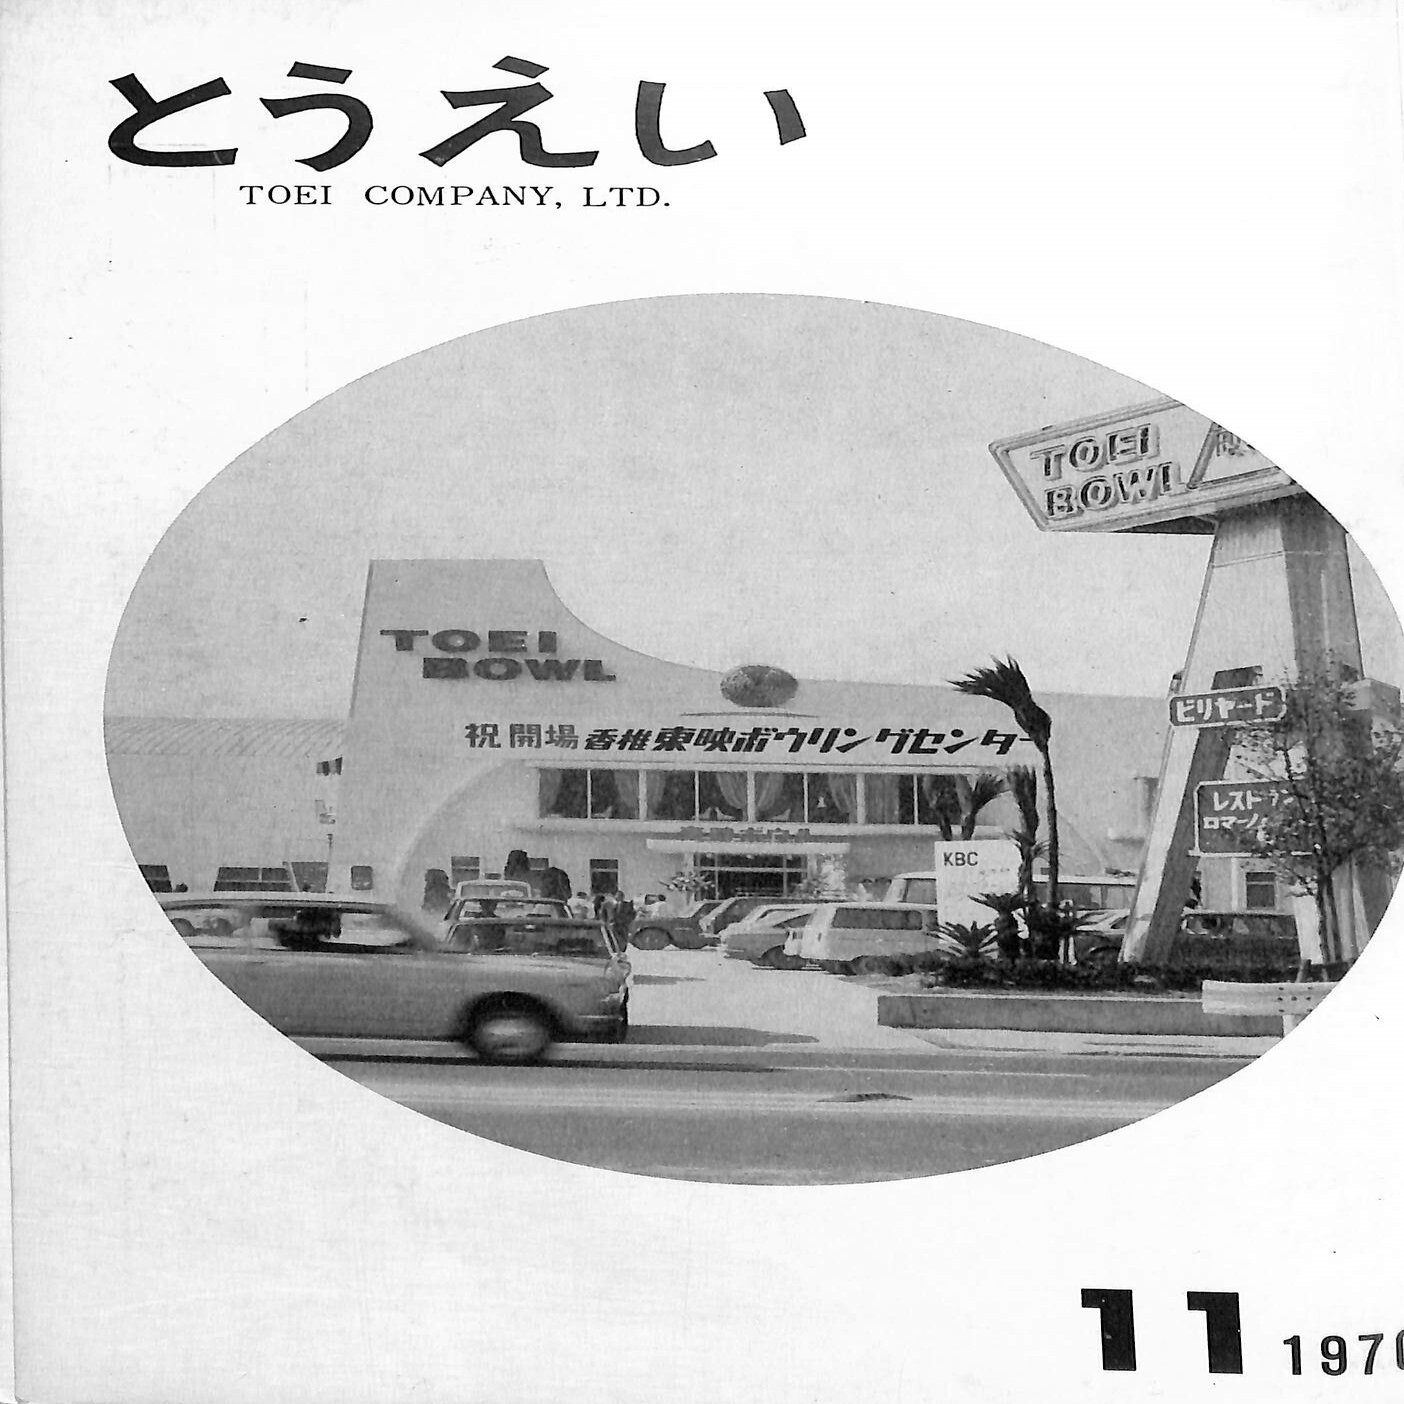 とうえい
TOEI COMPANY, LTD.
TOEI
BOWL
TOEI
BOWL
祝開場 香椎東映ボウリングセンター
ビリヤード
レストラン
KBC
11 1970